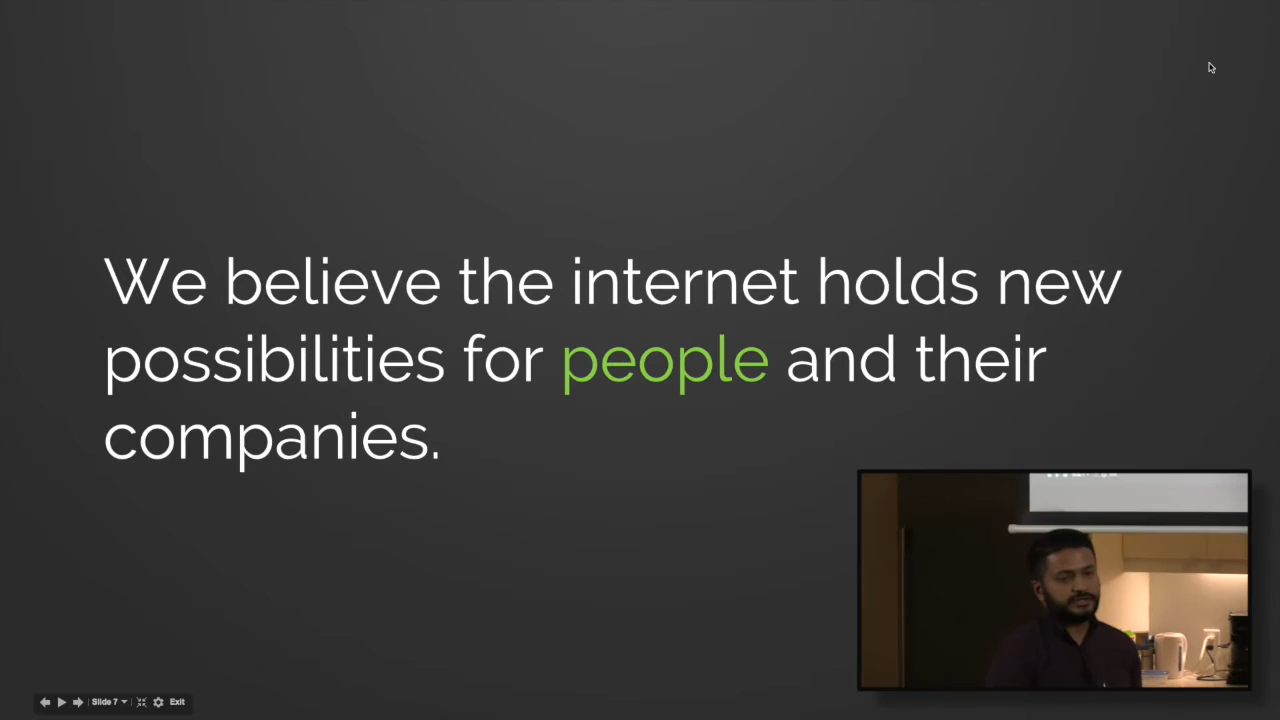 We believe the internet holds new
possibilities for people and their
companies.
Slide 7
Exit